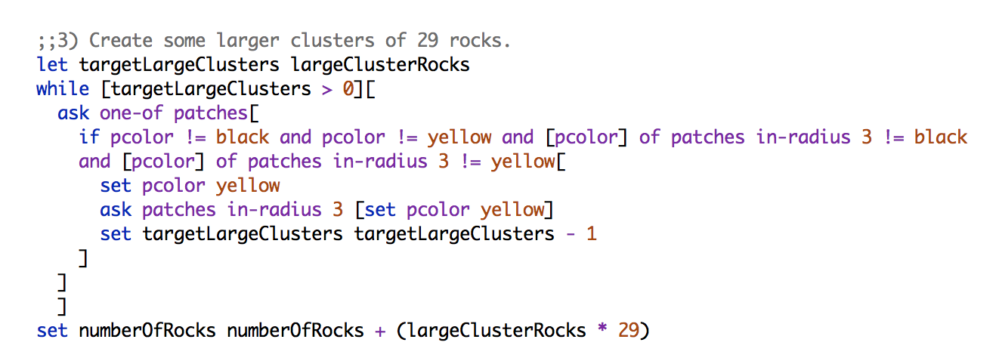 ;;3) Create some larger clusters of 29 rocks.
let targetLargeClusters largeClusterRocks
while [targetLargeClusters > 0][
  ask one-of patches[
    if pcolor != black and pcolor != yellow and [pcolor] of patches in-radius 3 != black
    and [pcolor] of patches in-radius 3 != yellow[
      set pcolor yellow
      ask patches in-radius 3 [set pcolor yellow]
      set targetLargeClusters targetLargeClusters - 1
    ]
  ]
  ]
set numberOfRocks numberOfRocks + (largeClusterRocks * 29)